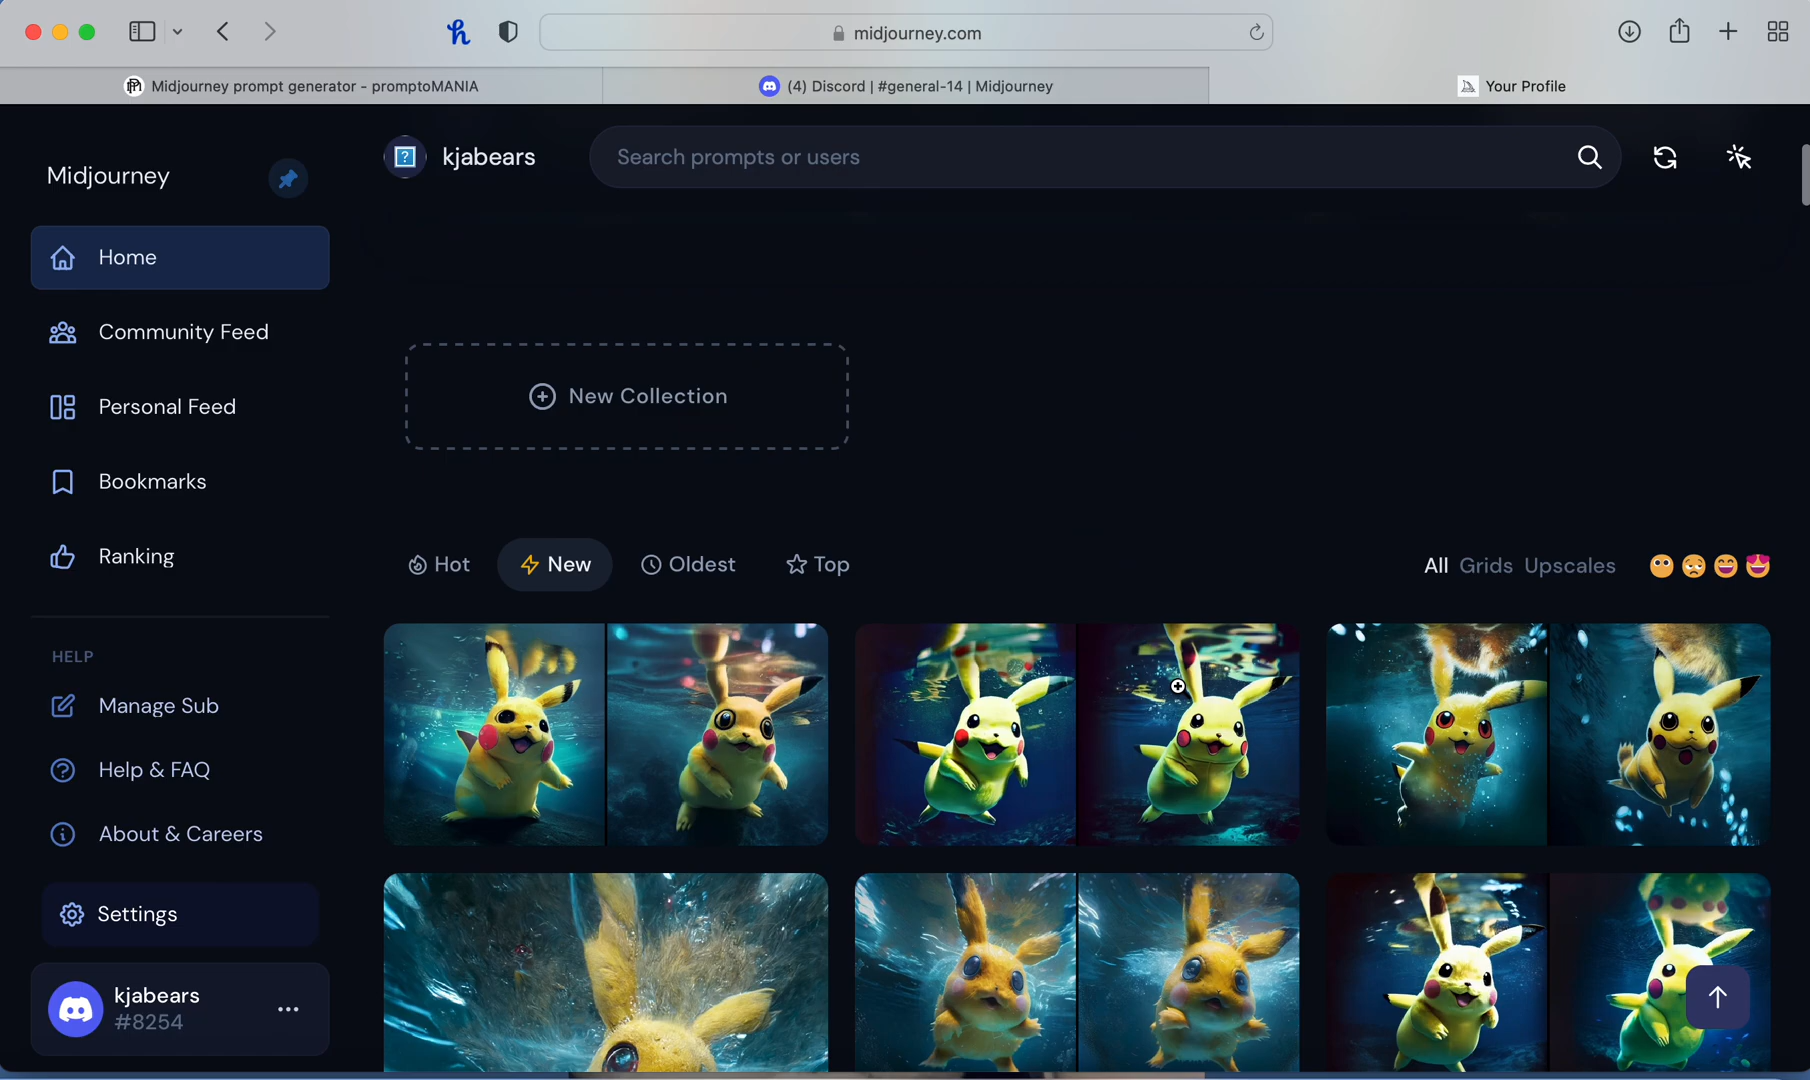 midjourney.com
Midjourney prompt generator - promptoMANIA
(4) Discord | #general-14 | Midjourney
Your Profile
Midjourney
kjabears
Search prompts or users
Home
Community Feed
Personal Feed
Bookmarks
Ranking
New Collection
Hot
New
Oldest
Top
All
Grids
Upscales
HELP
Manage Sub
Help & FAQ
About & Careers
Settings
kjabears
#8254